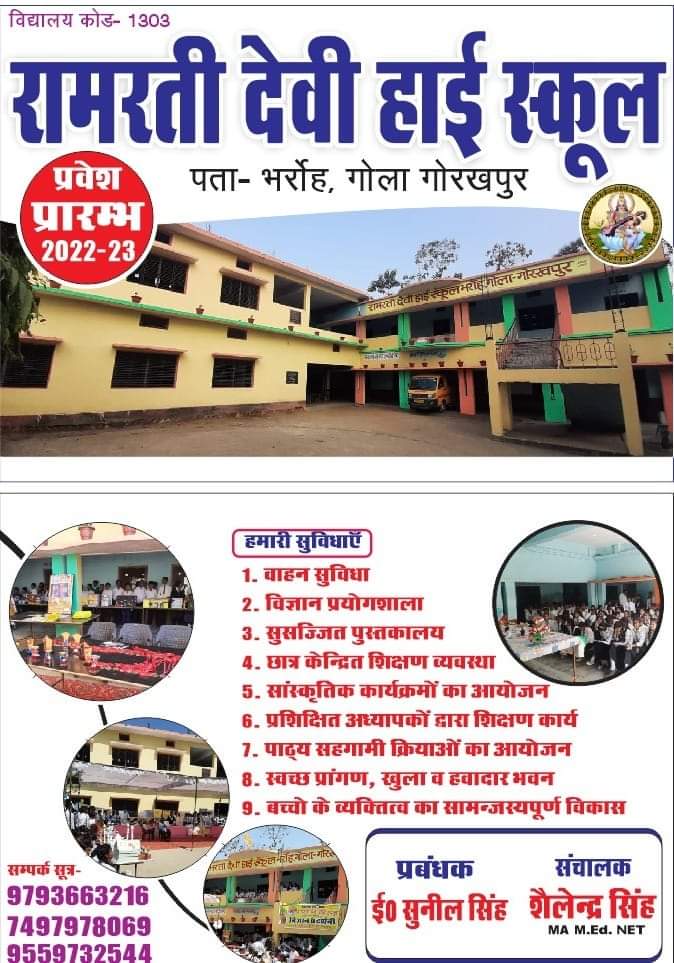 विद्यालय कोड- 1303
रामरती देवी हाई स्कूल
पता- भर्रोह, गोला गोरखपुर
प्रवेश
प्रारम्भ
2022-23
रामरती देवी हाई स्कूल भर्रोह गोला-गोरखपुर
हमारी सुविधाएँ
1. वाहन सुविधा
2. विज्ञान प्रयोगशाला
3. सुसज्जित पुस्तकालय
4. छात्र केन्द्रित शिक्षण व्यवस्था
5. सांस्कृतिक कार्यक्रमों का आयोजन
6. प्रशिक्षित अध्यापकों द्वारा शिक्षण कार्य
7. पाठ्य सहगामी क्रियाओं का आयोजन
8. स्वच्छ प्रांगण, खुला व हवादार भवन
9. बच्चो के व्यक्तित्व का सामन्जस्यपूर्ण विकास
सम्पर्क सूत्र-
9793663216
7497978069
9559732544
रामरती देवी हाई स्कूल भर्रोह गोला-गोर
प्रबंधक
ई0 सुनील सिंह
संचालक
शैलेन्द्र सिंह
MA M.Ed. NET